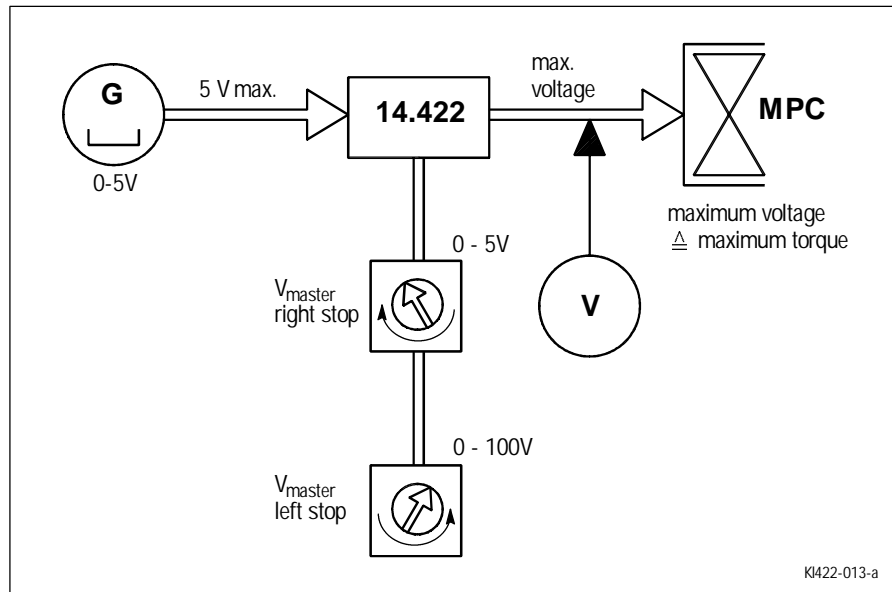 G
5 V max.
0-5V
14.422
max.
voltage
MPC
maximum voltage
≙ maximum torque
V
0 - 5V
Vmaster
right stop
0 - 100V
Vmaster
left stop
KI422-013-a